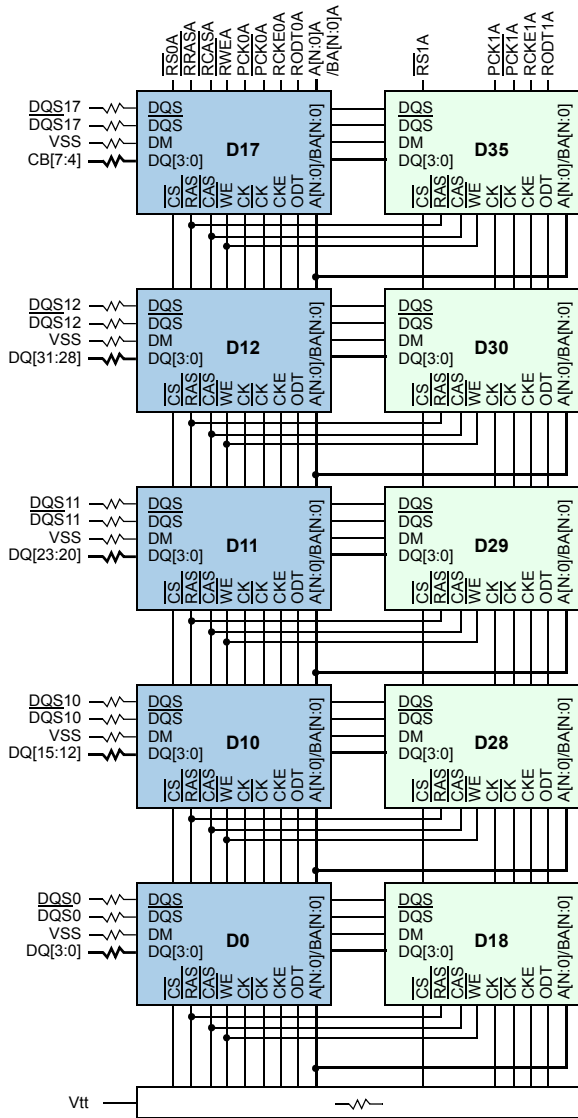 RS0A
RRASA
RCASA
RWEA
PCK0A
PCK0A
RCKE0A
RODT0A
A[N:0]A
/BA[N:0]A
RS1A
PCK1A
PCK1A
RCKE1A
RODT1A
DQS17
DQS17
VSS
CB[7:4]
DQS
DQS
DM
DQ[3:0]
D17
CS
RAS
CAS
WE
CK
CK
CKE
ODT
A[N:0]/BA[N:0]
D35
CS
RAS
CAS
WE
CK
CK
CKE
ODT
A[N:0]/BA[N:0]
DQS
DQS
DM
DQ[3:0]
DQS12
DQS12
VSS
DQ[31:28]
DQS
DQS
DM
DQ[3:0]
D12
CS
RAS
CAS
WE
CK
CK
CKE
ODT
A[N:0]/BA[N:0]
DQS
DQS
DM
DQ[3:0]
D30
CS
RAS
CAS
WE
CK
CK
CKE
ODT
A[N:0]/BA[N:0]
DQS11
DQS11
VSS
DQ[23:20]
DQS
DQS
DM
DQ[3:0]
D11
CS
RAS
CAS
WE
CK
CK
CKE
ODT
A[N:0]/BA[N:0]
DQS
DQS
DM
DQ[3:0]
D29
CS
RAS
CAS
WE
CK
CK
CKE
ODT
A[N:0]/BA[N:0]
DQS10
DQS10
VSS
DQ[15:12]
DQS
DQS
DM
DQ[3:0]
D10
CS
RAS
CAS
WE
CK
CK
CKE
ODT
A[N:0]/BA[N:0]
DQS
DQS
DM
DQ[3:0]
D28
CS
RAS
CAS
WE
CK
CK
CKE
ODT
A[N:0]/BA[N:0]
DQS0
DQS0
VSS
DQ[3:0]
DQS
DQS
DM
DQ[3:0]
D0
CS
RAS
CAS
WE
CK
CK
CKE
ODT
A[N:0]/BA[N:0]
DQS
DQS
DM
DQ[3:0]
D18
CS
RAS
CAS
WE
CK
CK
CKE
ODT
A[N:0]/BA[N:0]
Vtt